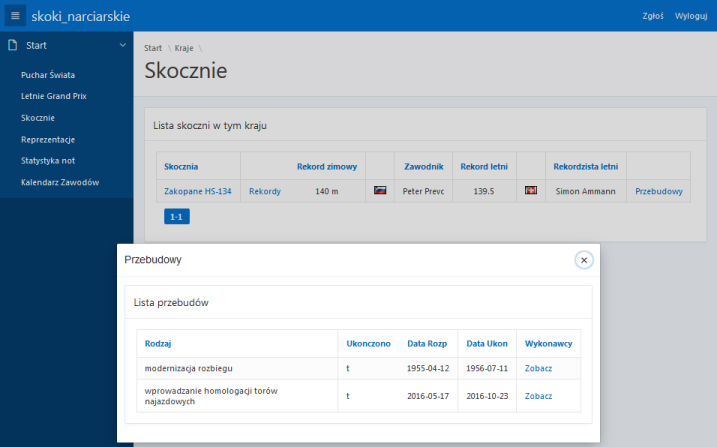 skoki_narciarskie
Zgłoś Wyloguj
Start
Puchar Świata
Letnie Grand Prix
Skocznie
Reprezentacje
Statystyka not
Kalendarz Zawodów
Start \ Kraje \
Skocznie
Lista skoczni w tym kraju
Skocznia Rekord zimowy Zawodnik Rekord letni Rekordzista letni
Zakopane HS-134 Rekordy 140 m Peter Prevc 139.5 Simon Ammann Przebudowy
1-1
Przebudowy
Lista przebudów
Rodzaj Ukonczono Data Rozp Data Ukon Wykonawcy
modernizacja rozbiegu t 1955-04-12 1956-07-11 Zobacz
wprowadzanie homologacji torów
najazdowych t 2016-05-17 2016-10-23 Zobacz